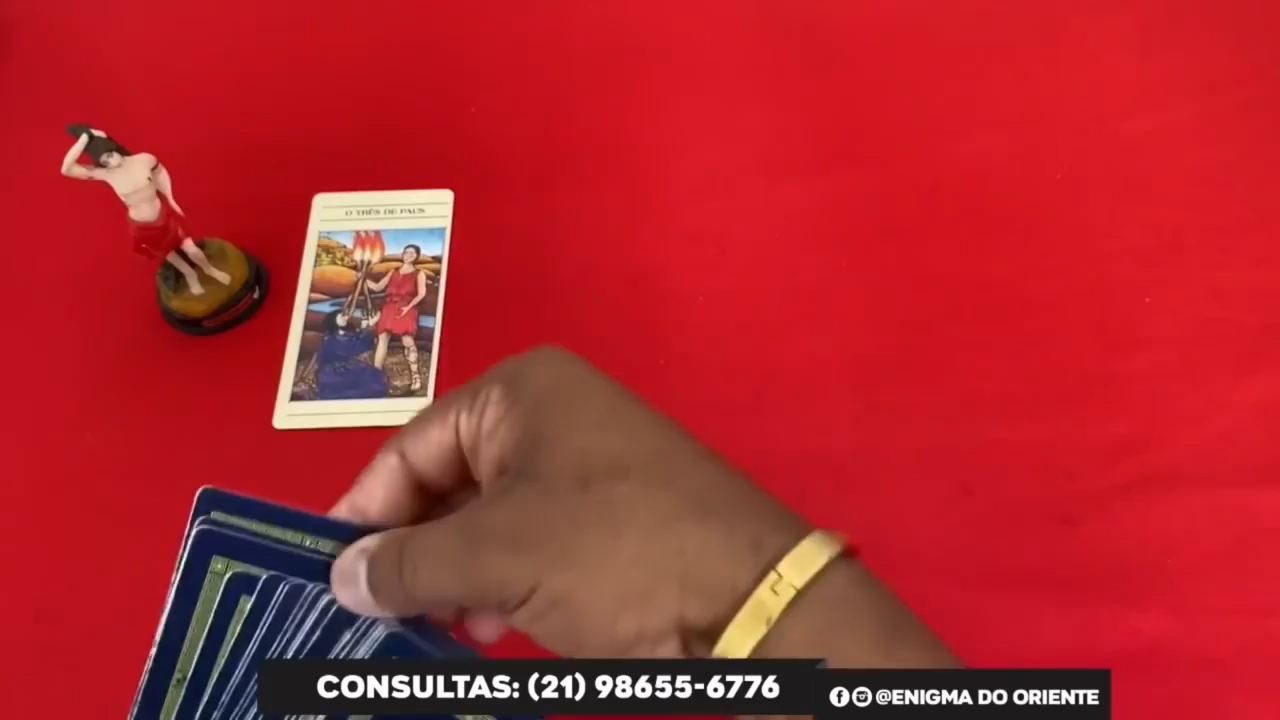 O TRÊS DE PAUS
CONSULTAS: (21) 98655-6776
@ENIGMA DO ORIENTE